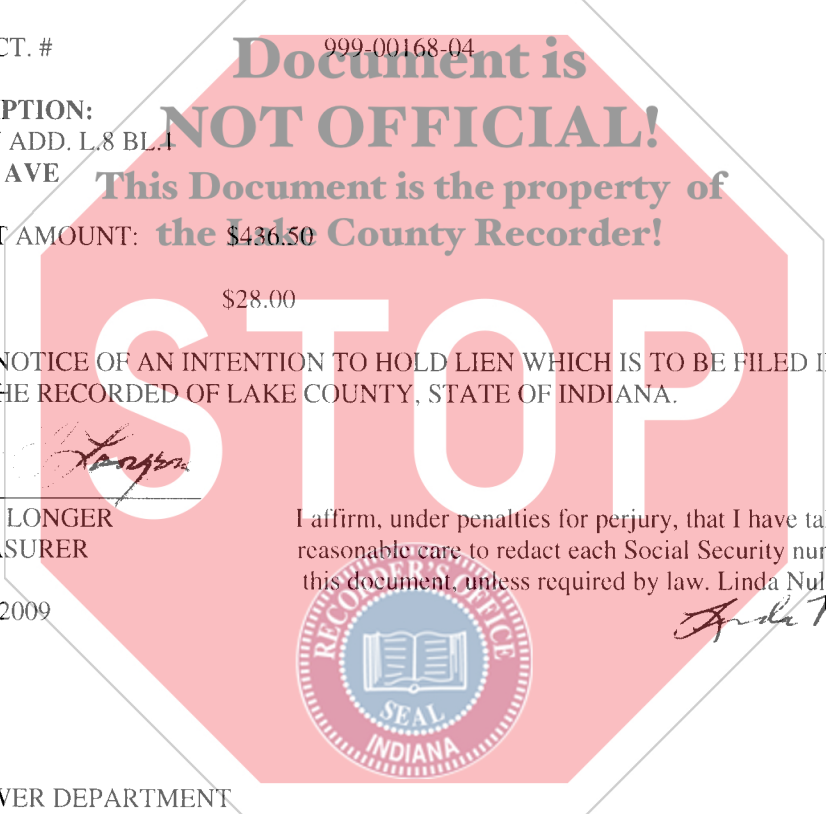 CT. # 999-00168-04
Document is
PTION:
NOT OFFICIAL!
ADD. L.8 BL.1
AVE
This Document is the property of
T AMOUNT: $436.50
the Lake County Recorder!
$28.00
STOP
NOTICE OF AN INTENTION TO HOLD LIEN WHICH IS TO BE FILED I
HE RECORDED OF LAKE COUNTY, STATE OF INDIANA.
Longer
LONGER
ASURER
I affirm, under penalties for perjury, that I have ta
reasonable care to redact each Social Security nu
this document, unless required by law. Linda Nul
2009
Linda
RECORDER'S OFFICE
SEAL
INDIANA
WER DEPARTMENT